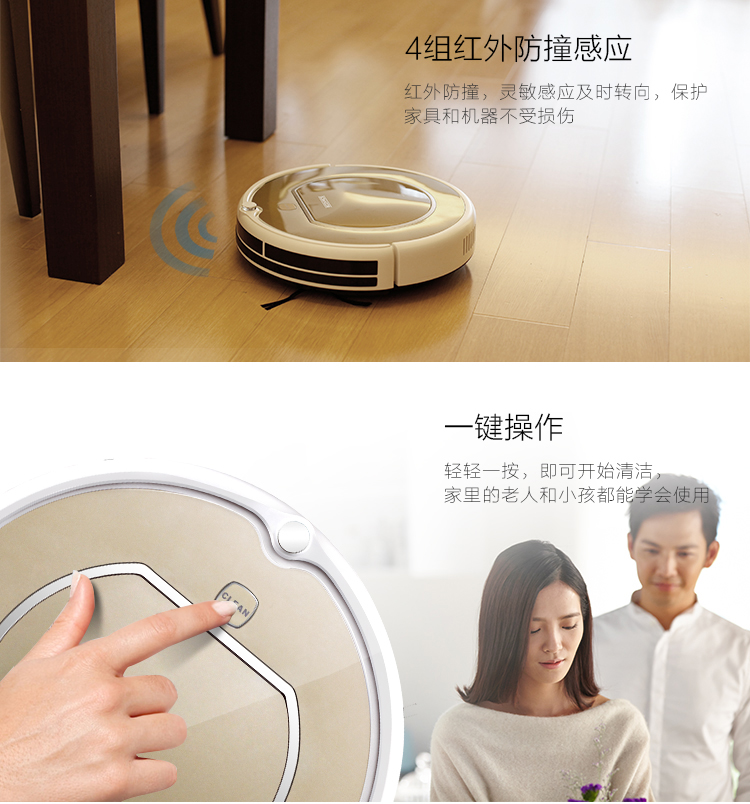 4组红外防撞感应
红外防撞，灵敏感应及时转向，保护
家具和机器不受损伤
一键操作
轻轻一按，即可开始清洁，
家里的老人和小孩都能学会使用
CLEAN